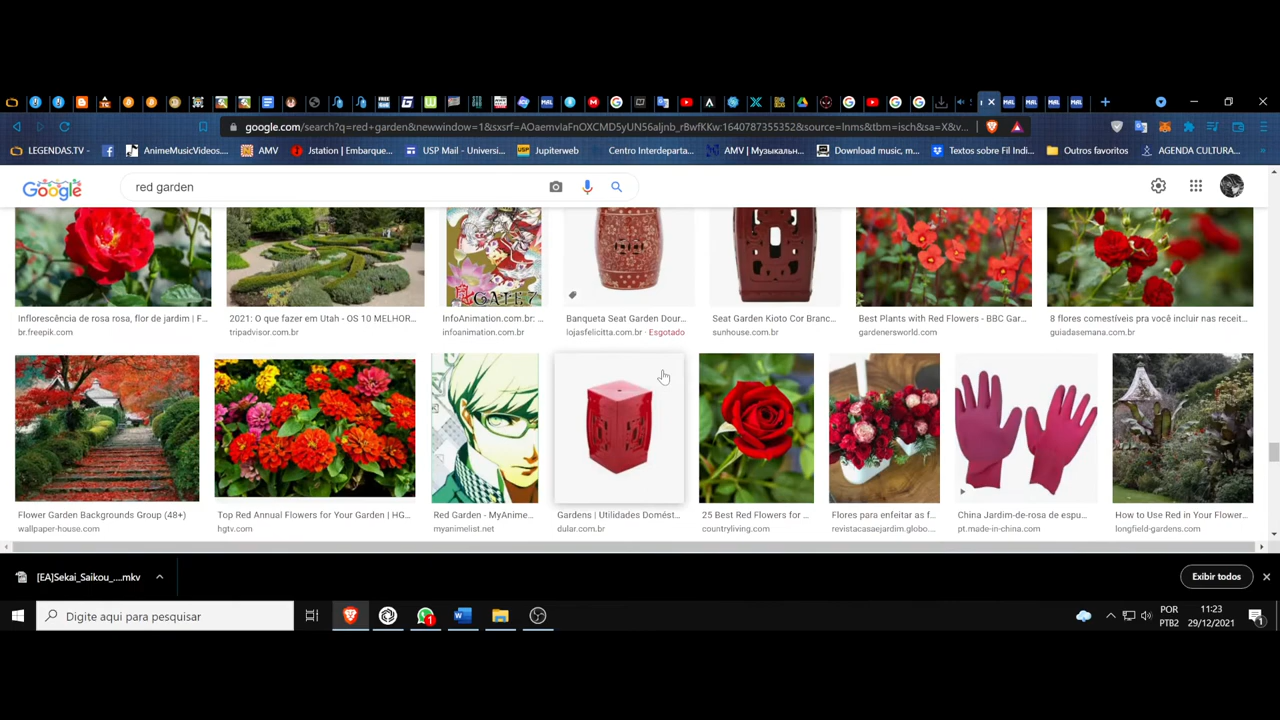 google.com/search?q=red+garden&newwindow=1&sxsrf=AOaemvIaFnOXCMD5yUN56aIjnb_rBwfKKw:1640787355352&source=lnms&tbm=isch&sa=X&v...
LEGENDAS.TV
AnimeMusicVideos....
AMV
Jstation | Embarque...
USP Mail - Universi...
Jupiterweb
Centro Interdeparta...
AMV | Музыкальн...
Download music, m...
Textos sobre Fil Indi...
Outros favoritos
AGENDA CULTURA...
Google
red garden
GATE 7
Inflorescência de rosa rosa, flor de jardim | F...
br.freepik.com
2021: O que fazer em Utah - OS 10 MELHOR...
tripadvisor.com.br
InfoAnimation.com.br: ...
infoanimation.com.br
Banqueta Seat Garden Dour...
lojasfelicitta.com.br · Esgotado
Seat Garden Kioto Cor Branc...
sunhouse.com.br
Best Plants with Red Flowers - BBC Gar...
gardenersworld.com
8 flores comestíveis pra você incluir nas receit...
guiadasemana.com.br
Flower Garden Backgrounds Group (48+)
wallpaper-house.com
Top Red Annual Flowers for Your Garden | HG...
hgtv.com
Red Garden - MyAnime...
myanimelist.net
Gardens | Utilidades Domést...
dular.com.br
25 Best Red Flowers for ...
countryliving.com
Flores para enfeitar as f...
revistacasaejardim.globo...
China Jardim-de-rosa de espu...
pt.made-in-china.com
How to Use Red in Your Flower...
longfield-gardens.com
[EA]Sekai_Saikou_....mkv
Exibir todos
Digite aqui para pesquisar
POR
PTB2
11:23
29/12/2021